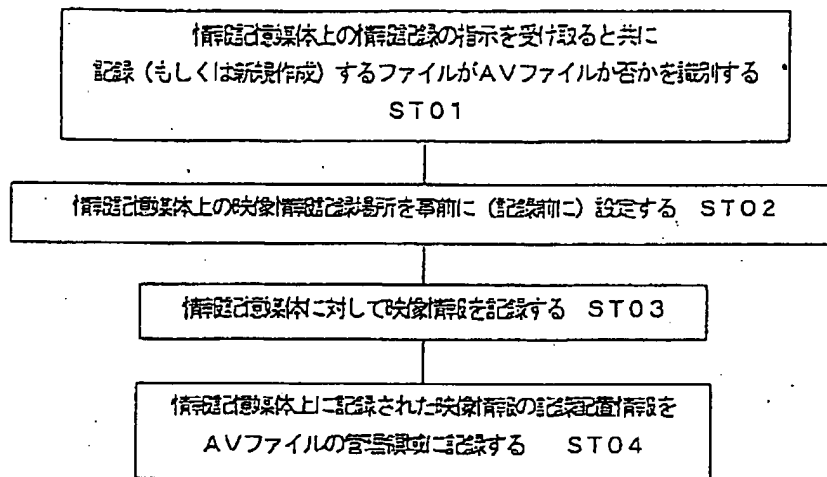 情報記憶媒体上の情報記録の指示を受け取ると共に
記録（もしくは新規作成）するファイルがAVファイルか否かを識別する
ST01
情報記憶媒体上の映像情報記録場所を事前に（記録前に）設定する ST02
情報記憶媒体に対して映像情報を記録する ST03
情報記憶媒体上に記録された映像情報の記録配置情報を
AVファイルの管理領域に記録する ST04